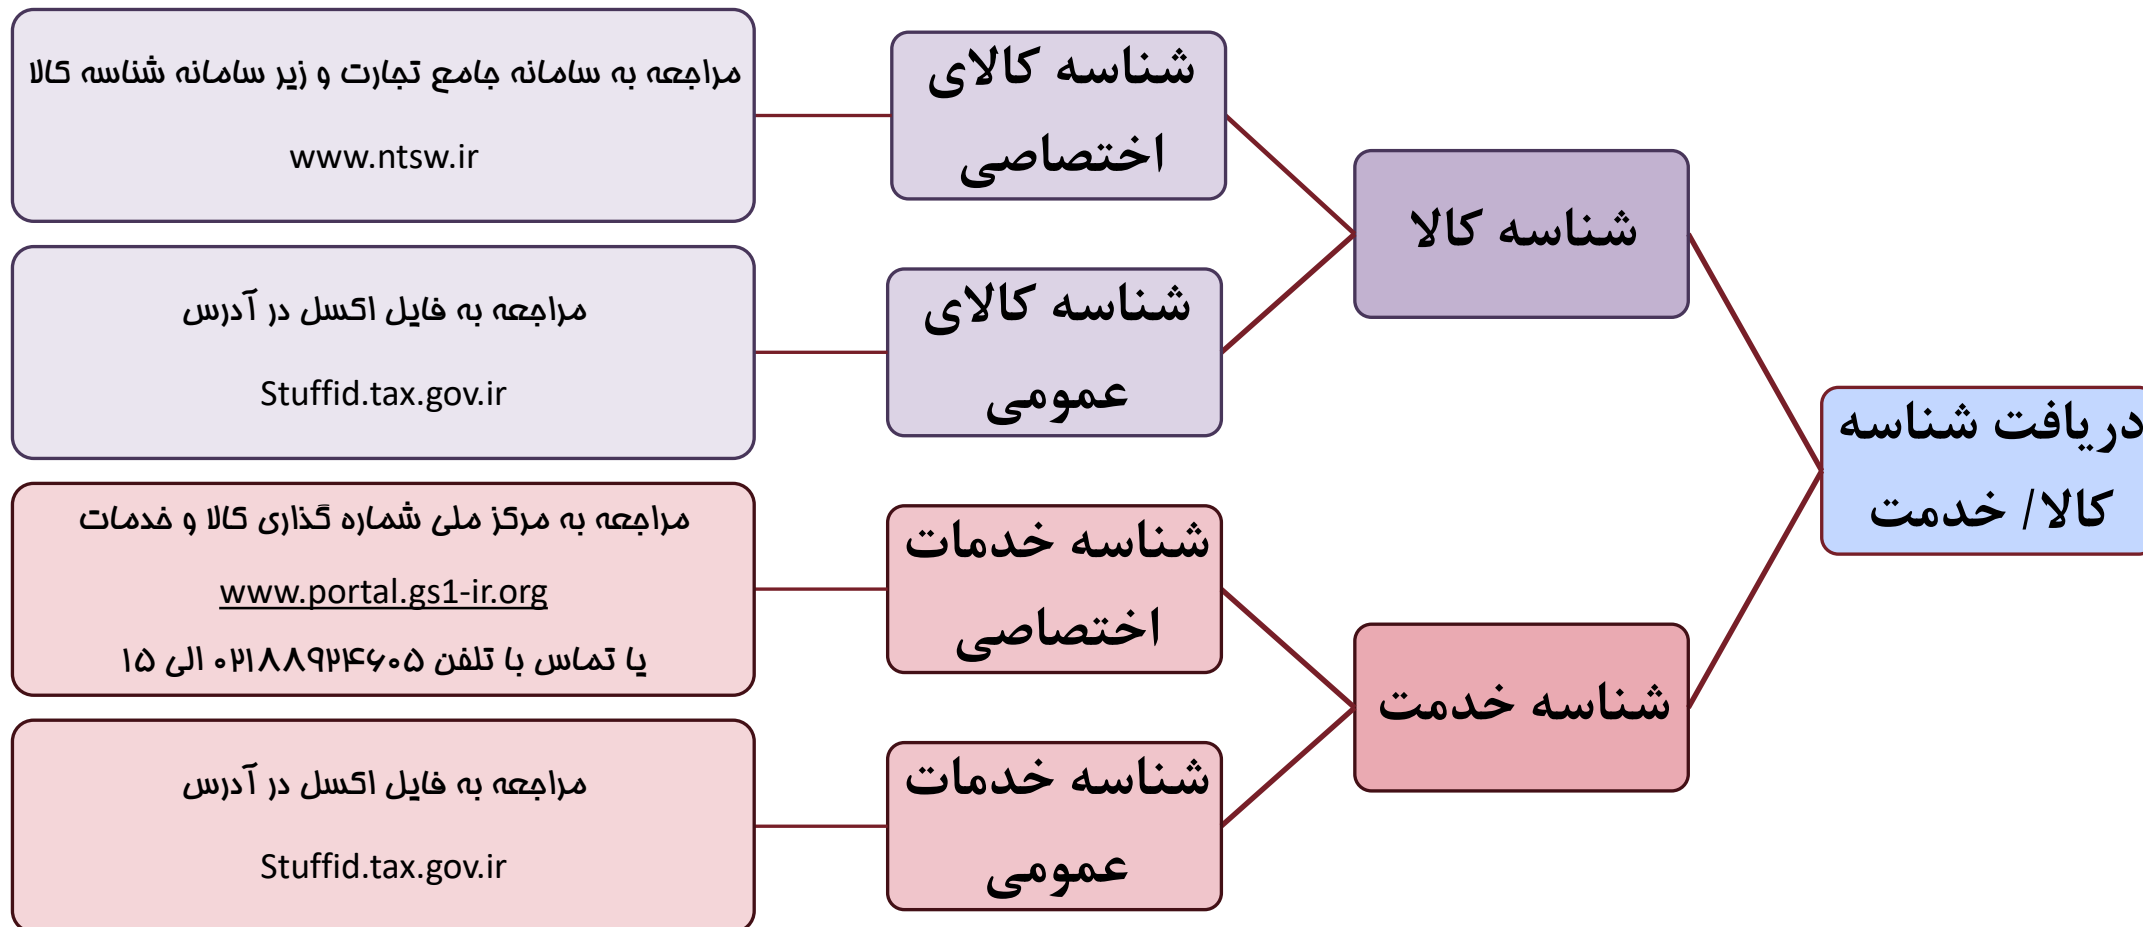 دریافت شناسه
کالا/ خدمت
شناسه کالا
شناسه کالای
اختصاصی
مراجعه به سامانه جامع تجارت و زیر سامانه شناسه کالا
www.ntsw.ir
شناسه کالای
عمومی
مراجعه به فایل اکسل در آدرس
Stuffid.tax.gov.ir
شناسه خدمت
شناسه خدمات
اختصاصی
مراجعه به مرکز ملی شماره گذاری کالا و خدمات
www.portal.gs1-ir.org
یا تماس با تلفن ۰۲۱۸۸۹۲۴۶۰۵ الی ۱۵
شناسه خدمات
عمومی
مراجعه به فایل اکسل در آدرس
Stuffid.tax.gov.ir